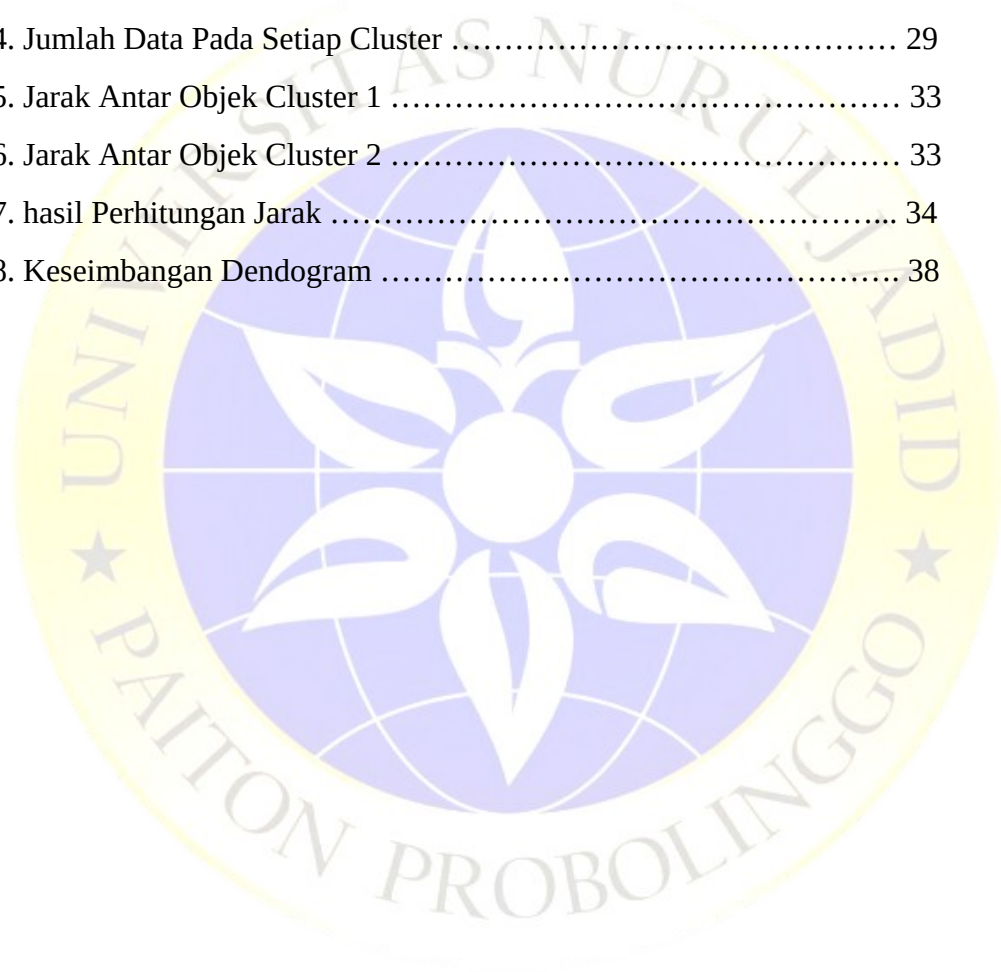 4. Jumlah Data Pada Setiap Cluster ………………………………… 29
5. Jarak Antar Objek Cluster 1 ……………………………………… 33
6. Jarak Antar Objek Cluster 2 ……………………………………… 33
7. hasil Perhitungan Jarak ………………………………………….. 34
8. Keseimbangan Dendogram ……………………………………… 38
UNIVERSITAS NURUL JADID
PAITON PROBOLINGGO